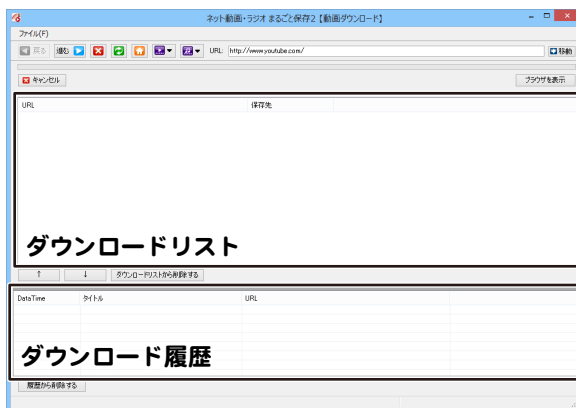 ネット動画・ラジオ まるごと保存2【動画ダウンロード】
ファイル(F)
戻る 進む URL: http://www.youtube.com/ 移動
キャンセル ブラウザを表示
URL 保存先
ダウンロードリスト
↑ ↓ ダウンロードリストから削除する
DataTime タイトル URL
ダウンロード履歴
履歴から削除する